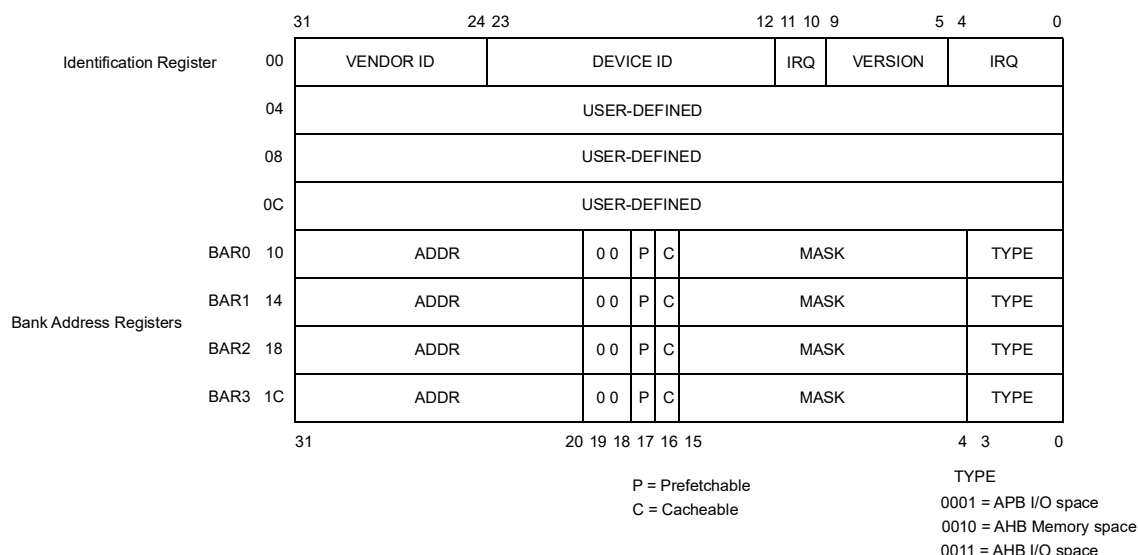 31 24 23 12 11 10 9 5 4 0
Identification Register 00 VENDOR ID DEVICE ID IRQ VERSION IRQ
04 USER-DEFINED
08 USER-DEFINED
0C USER-DEFINED
BAR0 10 ADDR 0 0 P C MASK TYPE
BAR1 14 ADDR 0 0 P C MASK TYPE
Bank Address Registers
BAR2 18 ADDR 0 0 P C MASK TYPE
BAR3 1C ADDR 0 0 P C MASK TYPE
31 20 19 18 17 16 15 4 3 0
P = Prefetchable
C = Cacheable
TYPE
0001 = APB I/O space
0010 = AHB Memory space
0011 = AHB I/O space